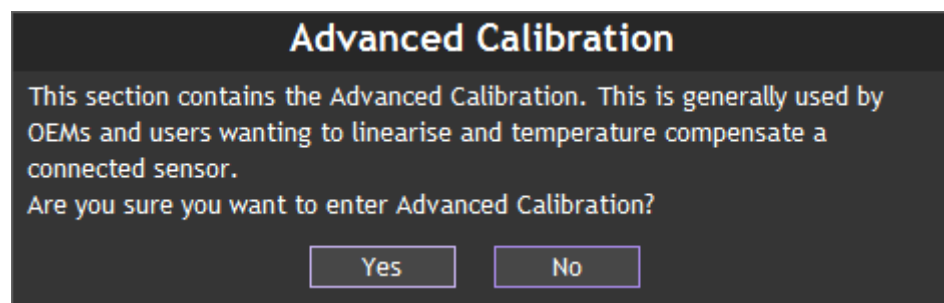 Advanced Calibration
This section contains the Advanced Calibration. This is generally used by
OEMs and users wanting to linearise and temperature compensate a
connected sensor.
Are you sure you want to enter Advanced Calibration?
Yes No